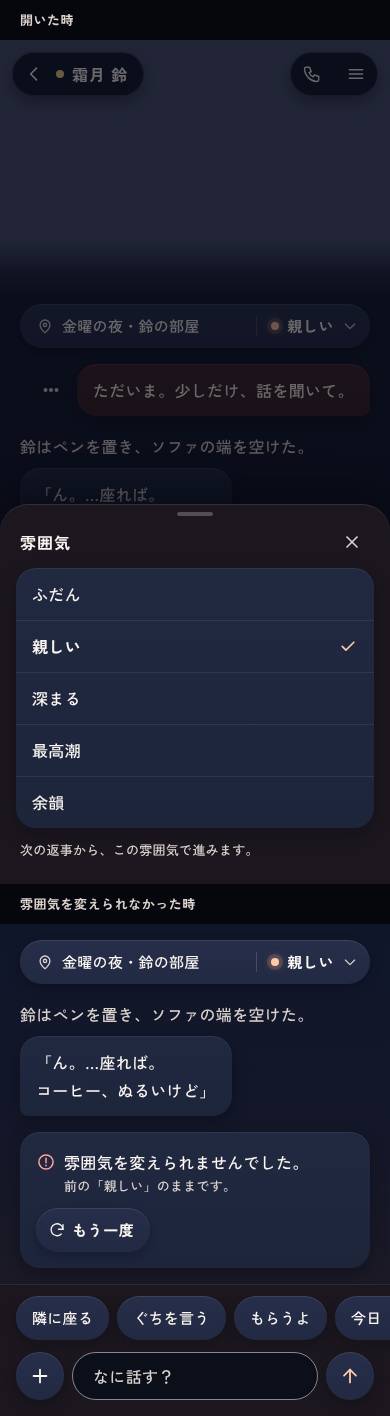 開いた時
霜月 鈴
金曜の夜・鈴の部屋 親しい
ただいま。少しだけ、話を聞いて。
鈴はペンを置き、ソファの端を空けた。
「ん。…座れば。
雰囲気
ふだん
親しい
深まる
最高潮
余韻
次の返事から、この雰囲気で進みます。
雰囲気を変えられなかった時
金曜の夜・鈴の部屋 親しい
鈴はペンを置き、ソファの端を空けた。
「ん。…座れば。
コーヒー、ぬるいけど」
雰囲気を変えられませんでした。
前の「親しい」のままです。
もう一度
隣に座る ぐちを言う もらうよ 今日
なに話す？